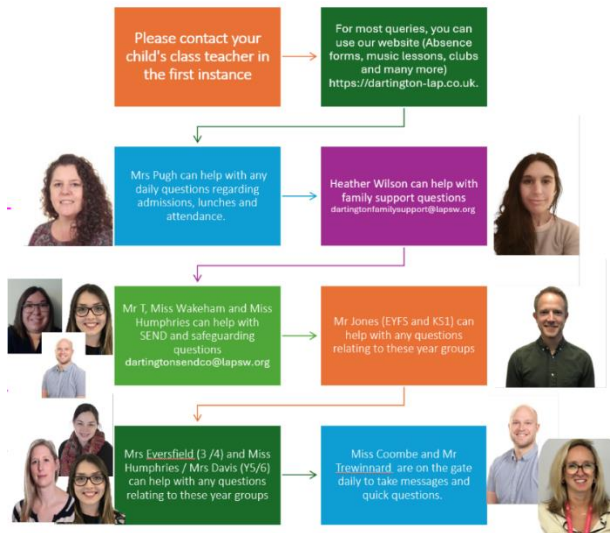 Please contact your
child's class teacher in
the first instance
For most queries, you can
use our website (Absence
forms, music lessons, clubs
and many more)
https://dartington-lap.co.uk.
Mrs Pugh can help with any
daily questions regarding
admissions, lunches and
attendance.
Heather Wilson can help with
family support questions
dartingtonfamilysupport@lapsw.org
Mr T, Miss Wakeham and Miss
Humphries can help with
SEND and safeguarding
questions
dartingtonsendco@lapsw.org
Mr Jones (EYFS and KS1) can
help with any questions
relating to these year groups
Mrs Eversfield (3 /4) and Miss
Humphries / Mrs Davis (Y5/6)
can help with any questions
relating to these year groups
Miss Coombe and Mr
Trewinnard are on the gate
daily to take messages and
quick questions.